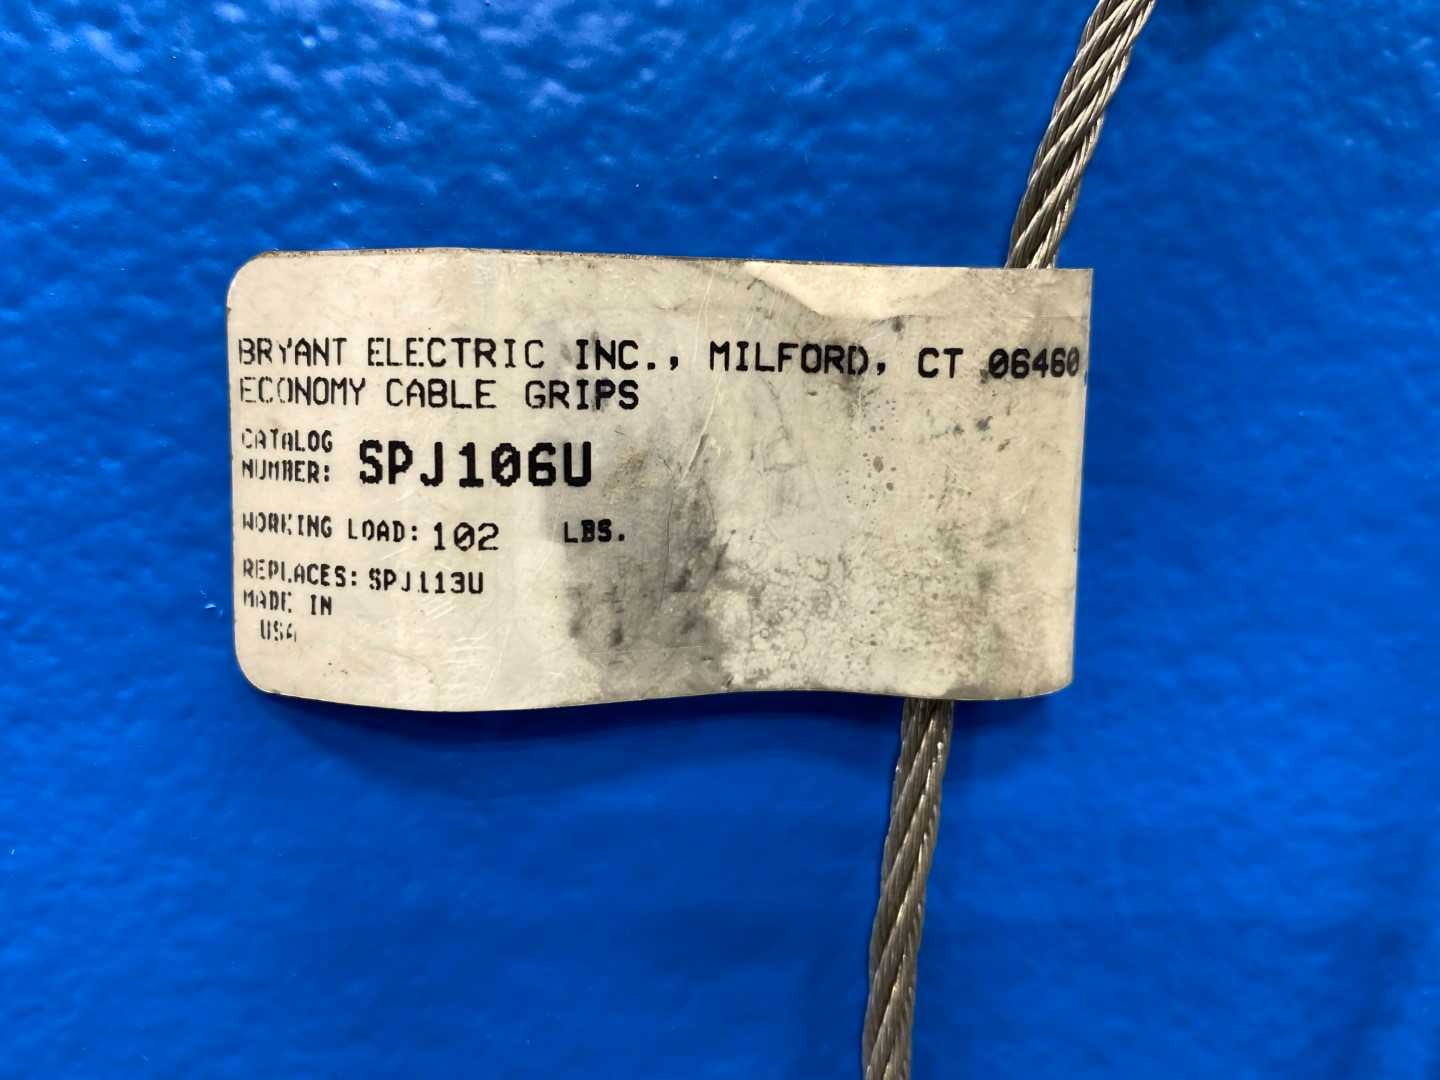 BRYANT ELECTRIC INC., MILFORD, CT 06460
ECONOMY CABLE GRIPS
CATALOG
NUMBER: SPJ106U
WORKING LOAD: 102 LBS.
REPLACES: SPJ113U
MADE IN
USA